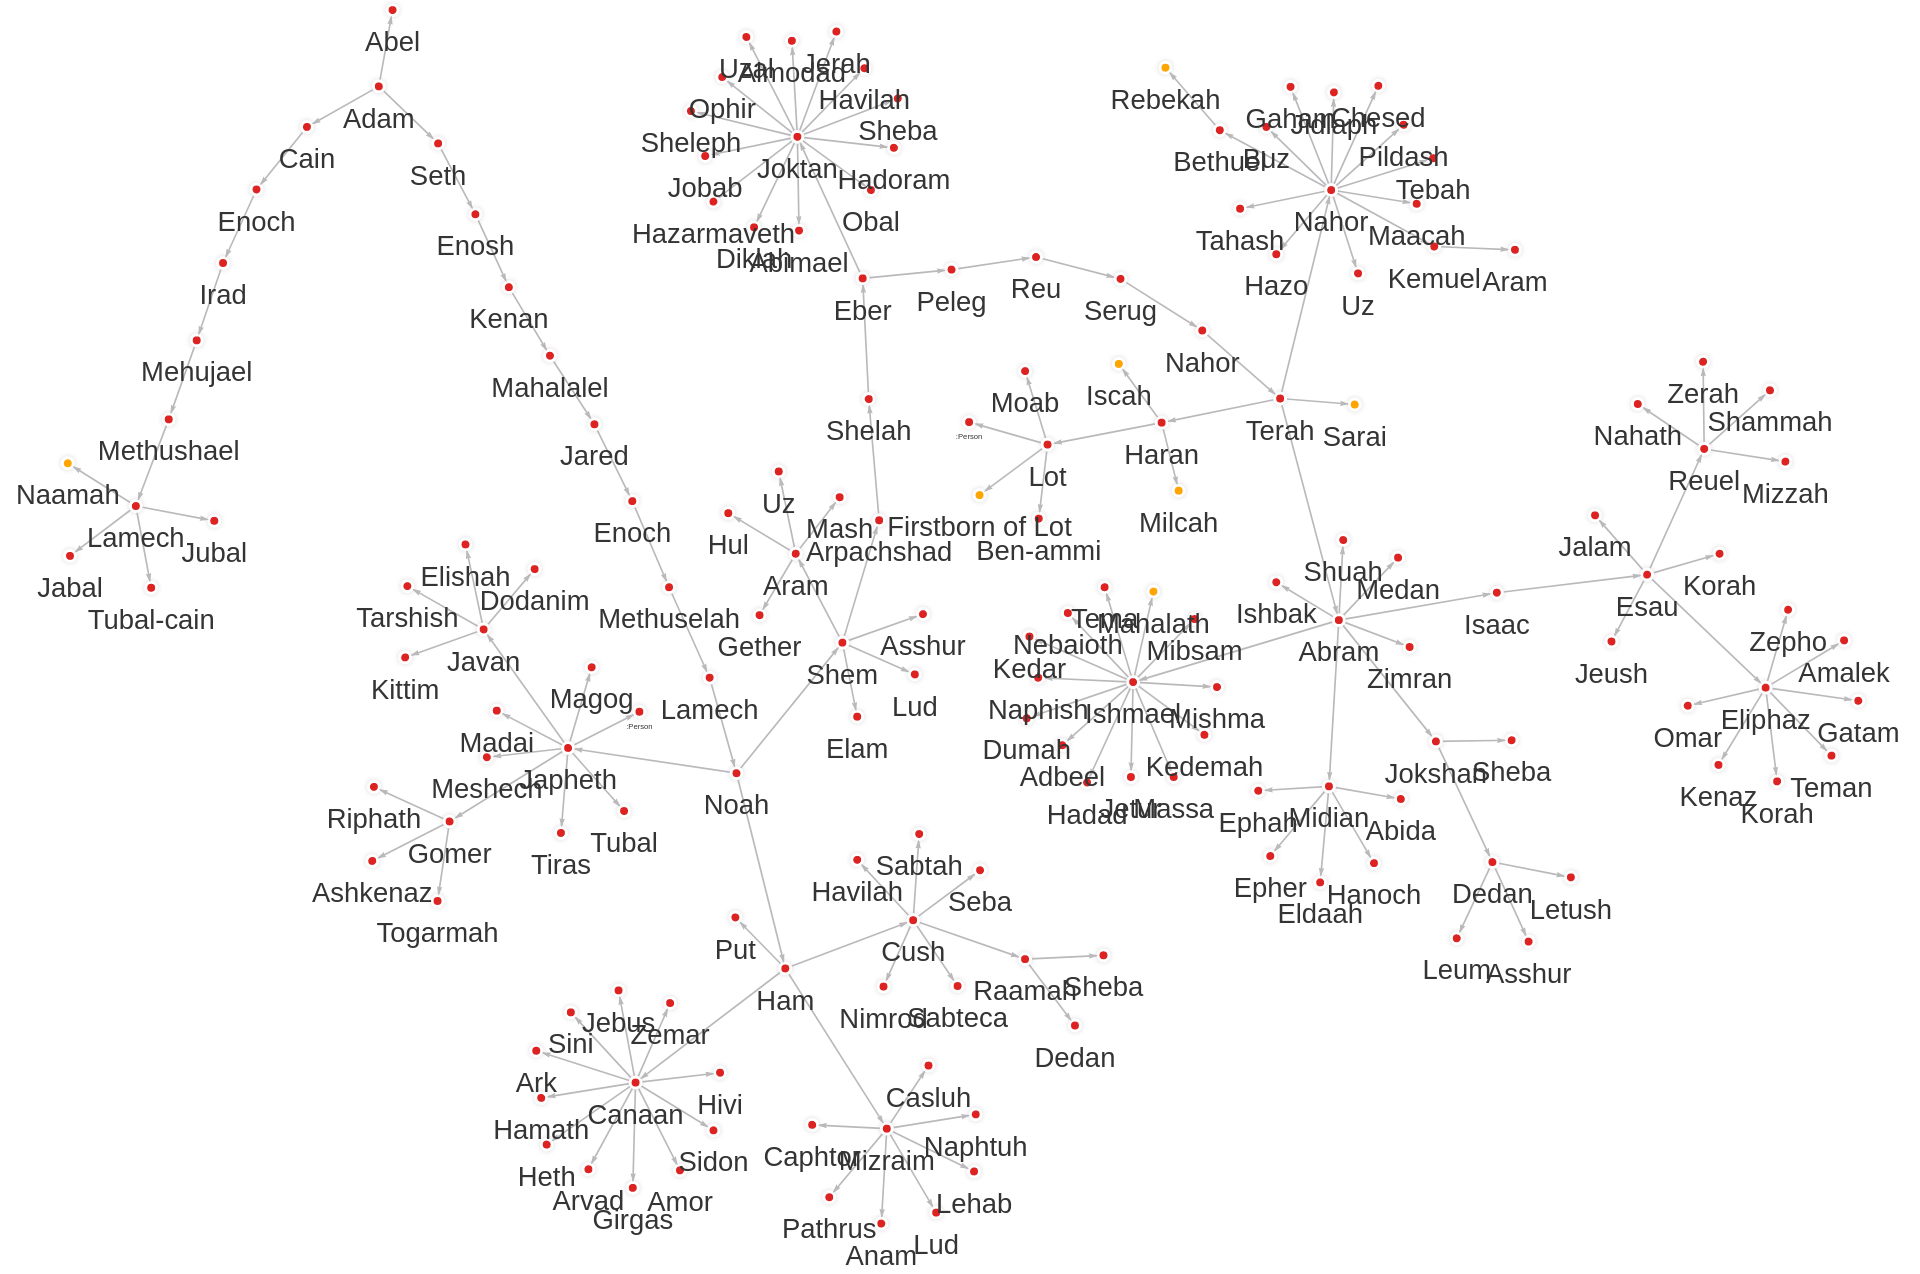 Abel
Adam
Cain
Seth
Enoch
Enosh
Irad
Kenan
Mehujael
Mahalalel
Methushael
Jared
Naamah
Lamech
Jubal
Jabal
Tubal-cain
Enoch
Methuselah
Lamech
Noah
Uzal
Almodad
Jerah
Ophir
Havilah
Sheleph
Sheba
Joktan
Jobab
Hadoram
Hazarmaveth
Obal
Diklah
Abimael
Eber
Peleg
Reu
Serug
Nahor
Shelah
Rebekah
Gaham
Jidlaph
Chesed
Bethuel
Buz
Pildash
Tebah
Nahor
Tahash
Maacah
Hazo
Uz
Kemuel
Aram
Moab
Iscah
:Person
Lot
Haran
Terah
Sarai
Milcah
Firstborn of Lot
Ben-ammi
Zerah
Shammah
Nahath
Reuel
Mizzah
Jalam
Korah
Esau
Jeush
Isaac
Zepho
Amalek
Eliphaz
Omar
Gatam
Kenaz
Teman
Korah
Uz
Mash
Hul
Arpachshad
Aram
Gether
Asshur
Shem
Lud
Elam
Elishah
Dodanim
Tarshish
Javan
Kittim
Magog
:Person
Madai
Japheth
Meshech
Riphath
Gomer
Tiras
Tubal
Ashkenaz
Togarmah
Shuah
Medan
Ishbak
Abram
Zimran
Tema
Mahalath
Nebaioth
Mibsam
Kedar
Naphish
Ishmael
Mishma
Dumah
Adbeel
Kedemah
Hadad
Jetur
Massa
Jokshan
Sheba
Ephah
Midian
Abida
Epher
Hanoch
Eldaah
Dedan
Letush
Leum
Asshur
Sabtah
Havilah
Seba
Put
Cush
Ham
Raamah
Sheba
Nimrod
Sabteca
Dedan
Jebus
Zemar
Sini
Ark
Hivi
Canaan
Hamath
Sidon
Heth
Arvad
Amor
Girgas
Casluh
Naphtuh
Caphtor
Mizraim
Lehab
Pathrus
Lud
Anam